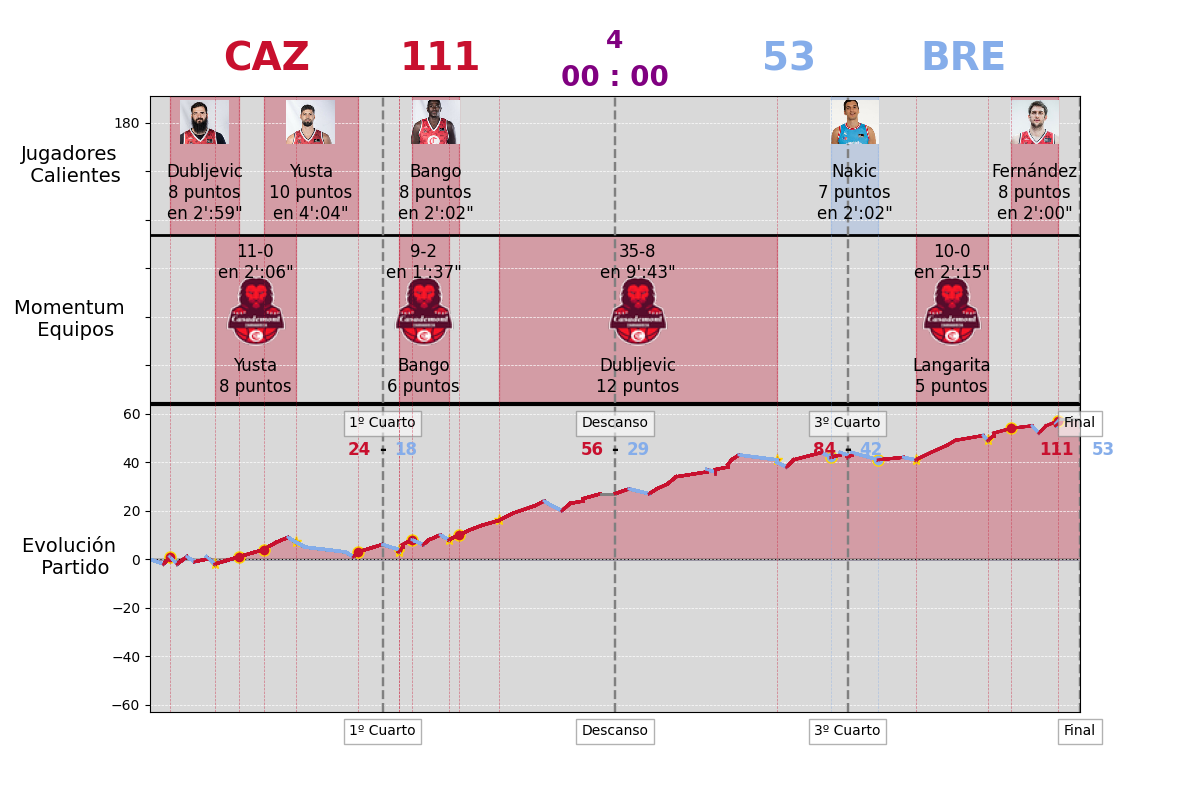 CAZ 111 4 53 BRE
00 : 00
180
Jugadores
Calientes
Dubljevic
8 puntos
en 2':59"
Yusta
10 puntos
en 4':04"
Bango
8 puntos
en 2':02"
Nakic
7 puntos
en 2':02"
Fernández
8 puntos
en 2':00"
Momentum
Equipos
11-0
en 2':06"
Casademont
Yusta
8 puntos
9-2
en 1':37"
Casademont
Bango
6 puntos
35-8
en 9':43"
Casademont
Dubljevic
12 puntos
10-0
en 2':15"
Casademont
Langarita
5 puntos
Evolución
Partido
60
40
20
0
−20
−40
−60
1º Cuarto
24 - 18
Descanso
56 - 29
3º Cuarto
84 - 42
Final
111 53
1º Cuarto
Descanso
3º Cuarto
Final